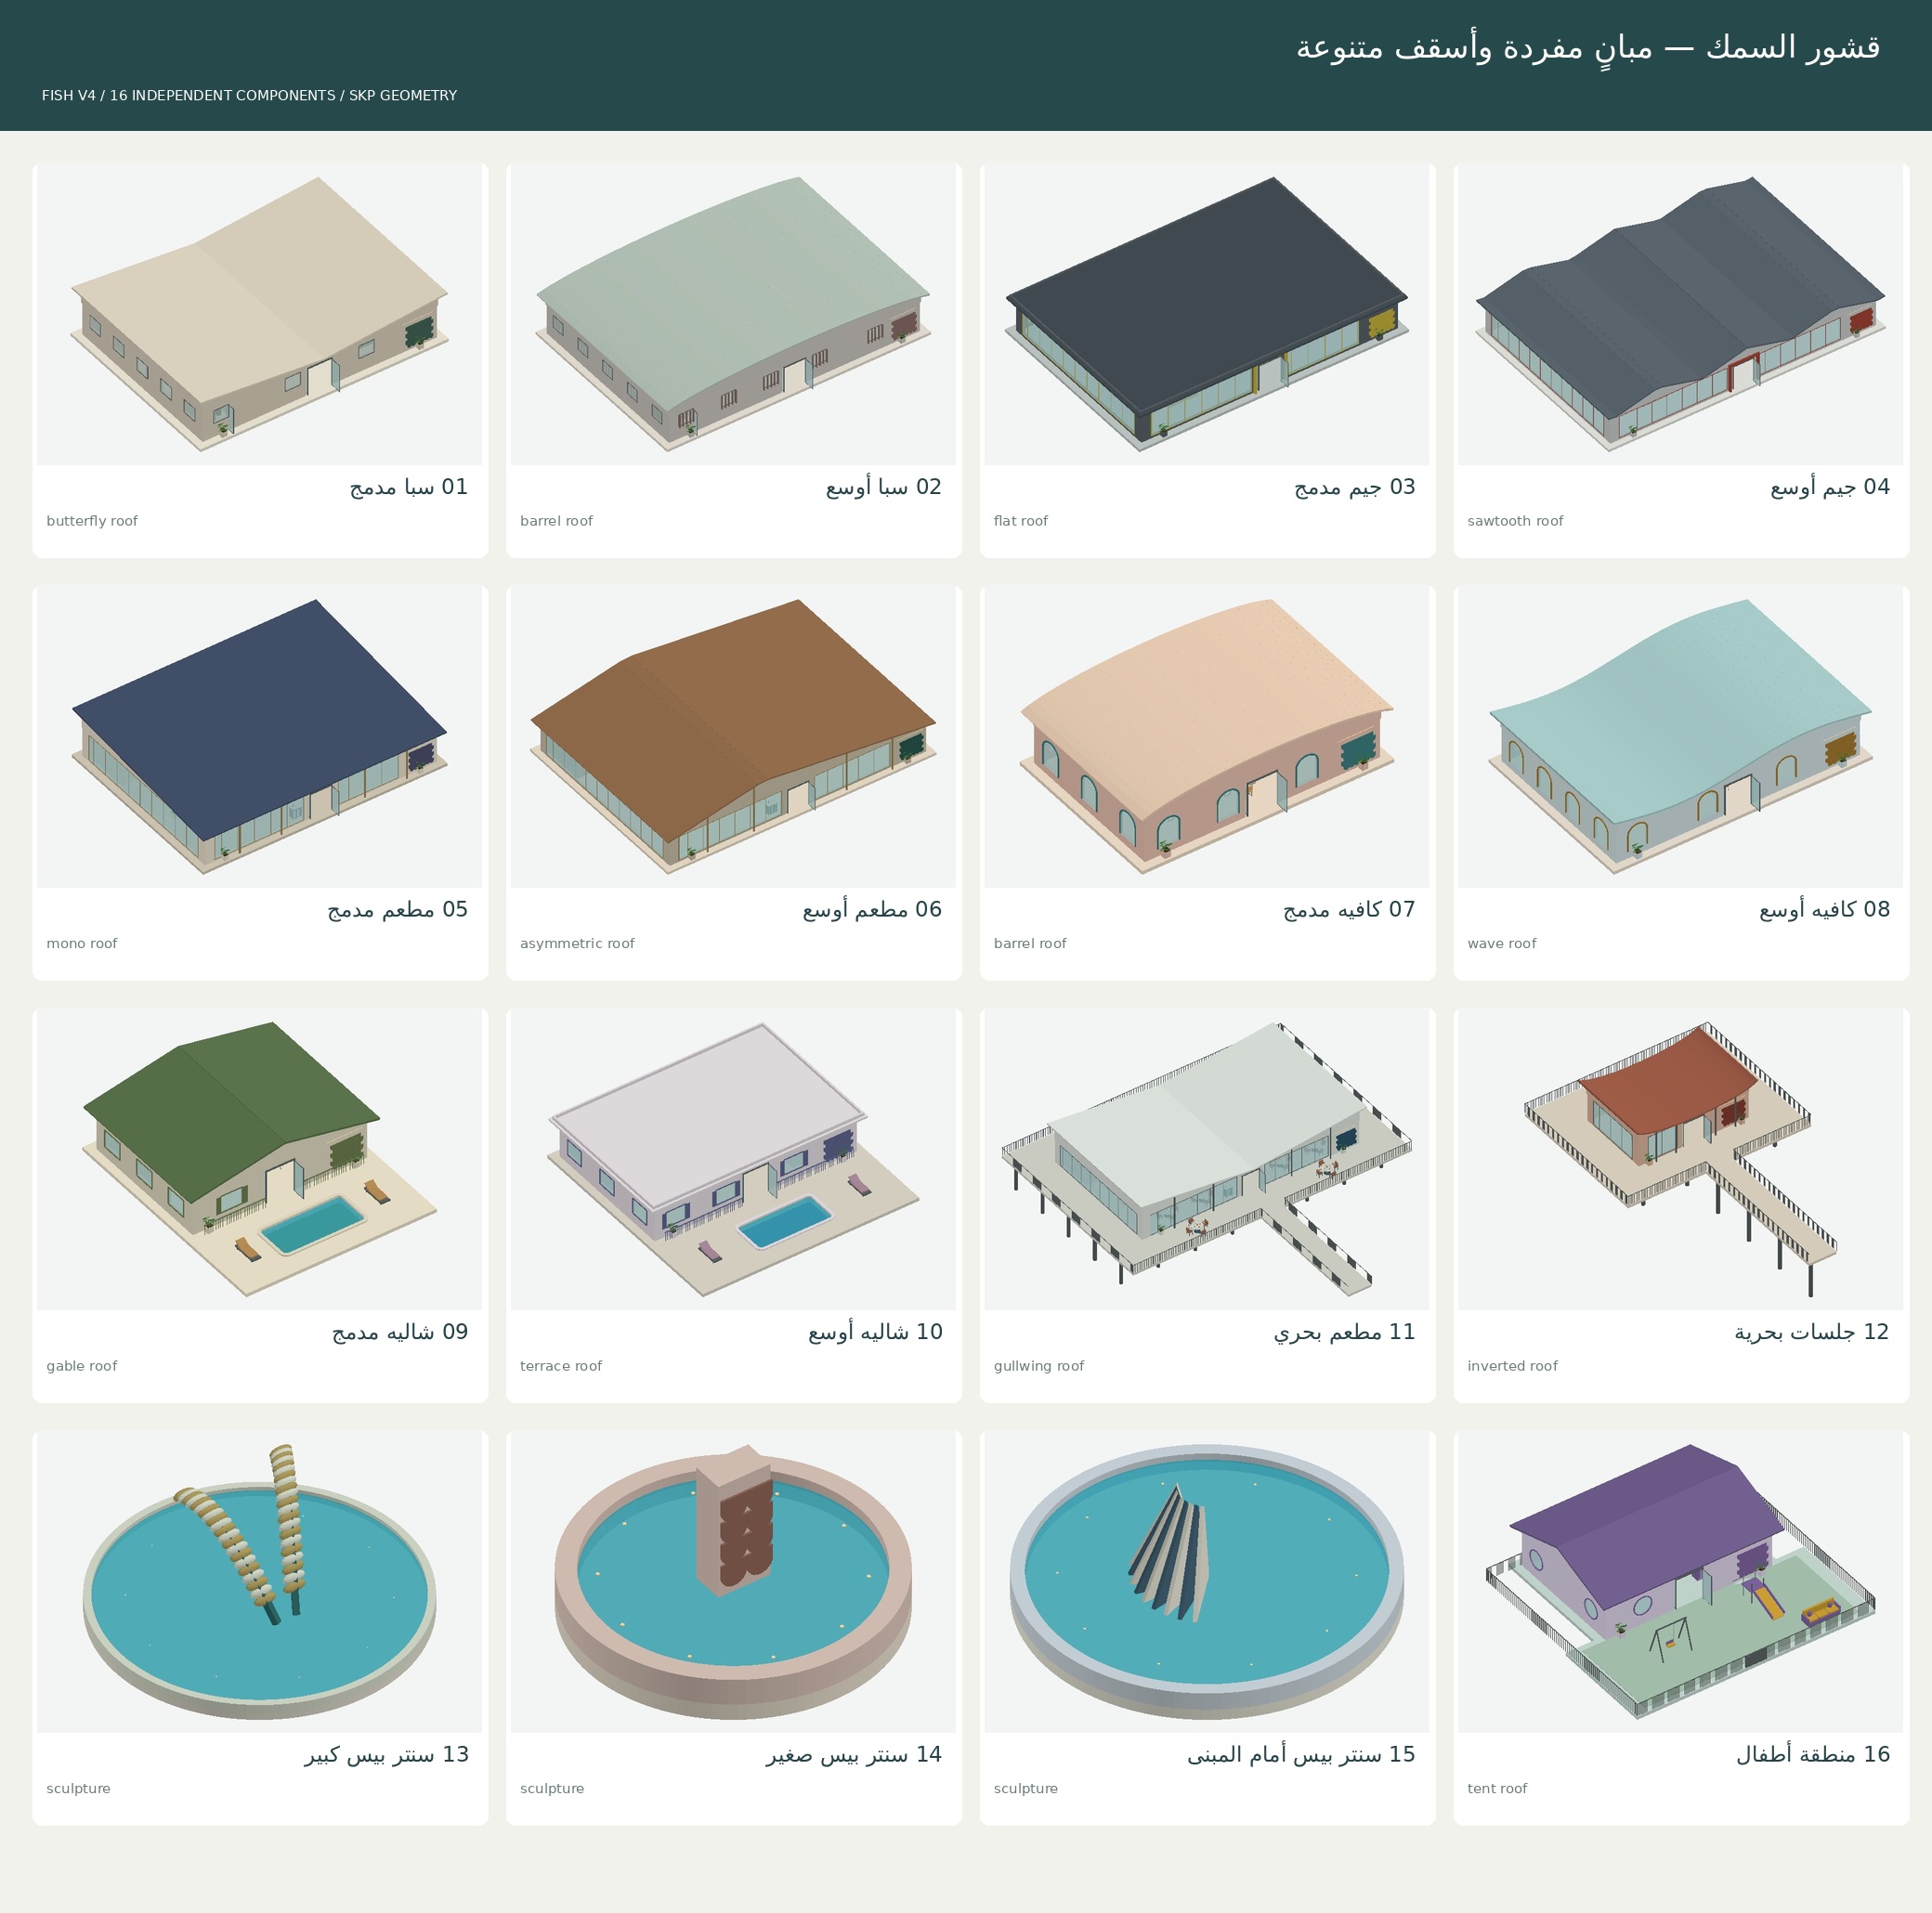 قشور السمك — مبانٍ مفردة وأسقف متنوعة
FISH V4 / 16 INDEPENDENT COMPONENTS / SKP GEOMETRY
01 سبا مدمج
butterfly roof
02 سبا أوسع
barrel roof
03 جيم مدمج
flat roof
04 جيم أوسع
sawtooth roof
05 مطعم مدمج
mono roof
06 مطعم أوسع
asymmetric roof
07 كافيه مدمج
barrel roof
08 كافيه أوسع
wave roof
09 شاليه مدمج
gable roof
10 شاليه أوسع
terrace roof
11 مطعم بحري
gullwing roof
12 جلسات بحرية
inverted roof
13 سنتر بيس كبير
sculpture
14 سنتر بيس صغير
sculpture
15 سنتر بيس أمام المبنى
sculpture
16 منطقة أطفال
tent roof